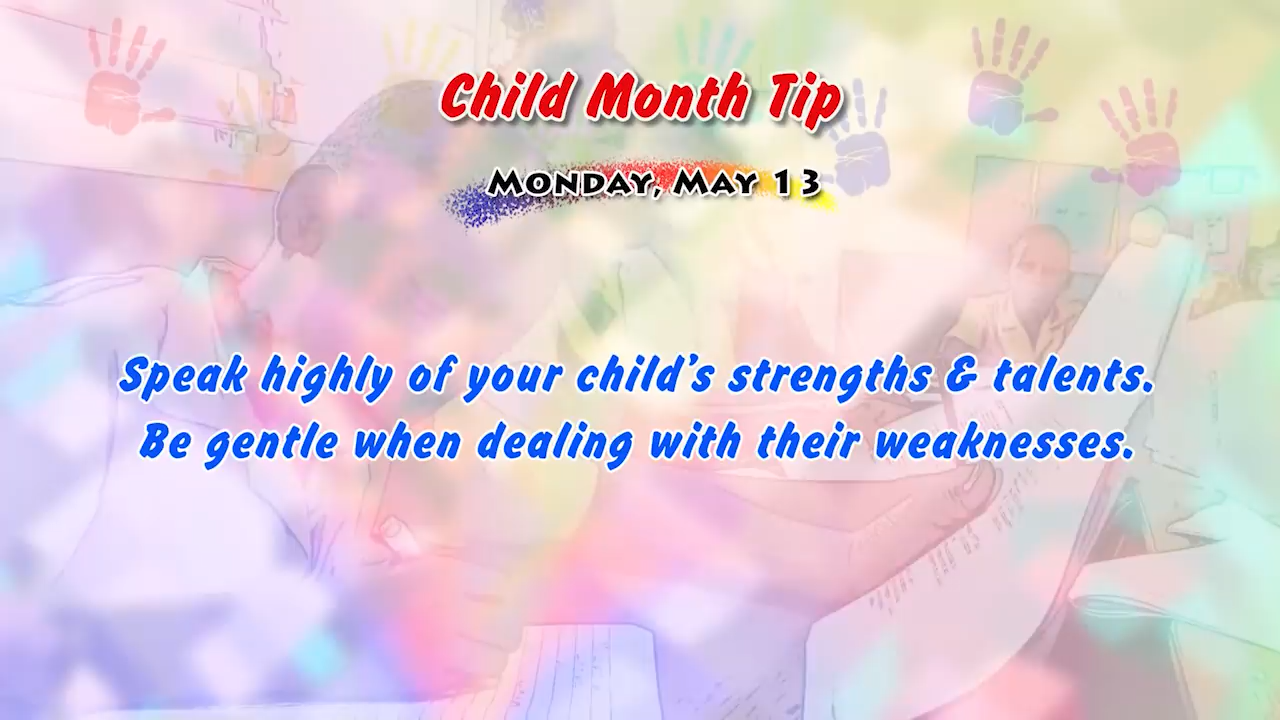 Child Month Tip
Monday, May 13
Speak highly of your child's strengths & talents.
Be gentle when dealing with their weaknesses.